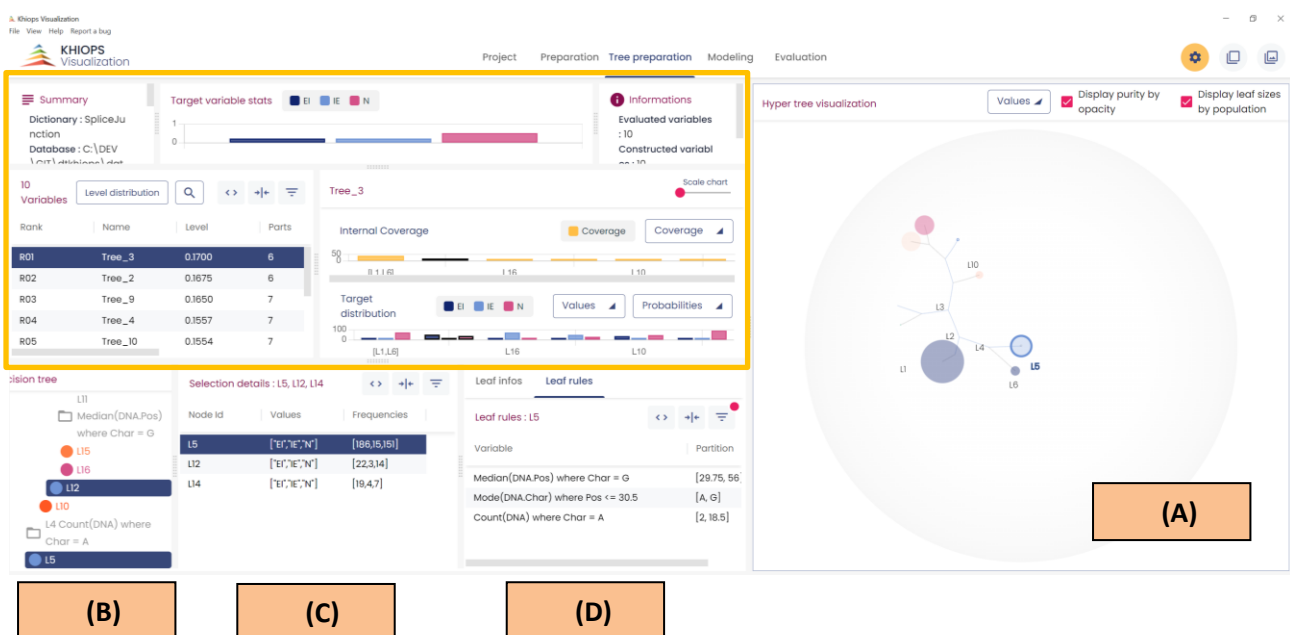 Khiops Visualization
File View Help Report a bug
KHIOPS
Visualization
Project Preparation Tree preparation Modeling Evaluation
Summary
Dictionary : SpliceJu
nction
Database : C:\DEV
\GIT\dtkhiops\dat
Target variable stats EI IE N
1
0
Informations
Evaluated variables
: 10
Constructed variabl
es : 10
10
Variables
Level distribution
Rank Name Level Parts
R01 Tree_3 0.1700 6
R02 Tree_2 0.1675 6
R03 Tree_9 0.1650 7
R04 Tree_4 0.1557 7
R05 Tree_10 0.1554 7
Tree_3
Scale chart
Internal Coverage Coverage Coverage
50
0
[L1,L6] L16 L10
Target
distribution
EI IE N Values Probabilities
100
0
[L1,L6] L16 L10
Hyper tree visualization
Values
Display purity by
opacity
Display leaf sizes
by population
L10
L3
L2
L4
L5
L1
L6
(A)
cision tree
L11
Median(DNA.Pos)
where Char = G
L15
L16
L12
L10
L4 Count(DNA) where
Char = A
L5
Selection details : L5, L12, L14
Node Id Values Frequencies
L5 ["EI","IE","N"] [186,15,151]
L12 ["EI","IE","N"] [22,3,14]
L14 ["EI","IE","N"] [19,4,7]
Leaf infos Leaf rules
Leaf rules : L5
Variable Partition
Median(DNA.Pos) where Char = G [29.75, 56]
Mode(DNA.Char) where Pos <= 30.5 [A, G]
Count(DNA) where Char = A [2, 18.5]
(B)
(C)
(D)